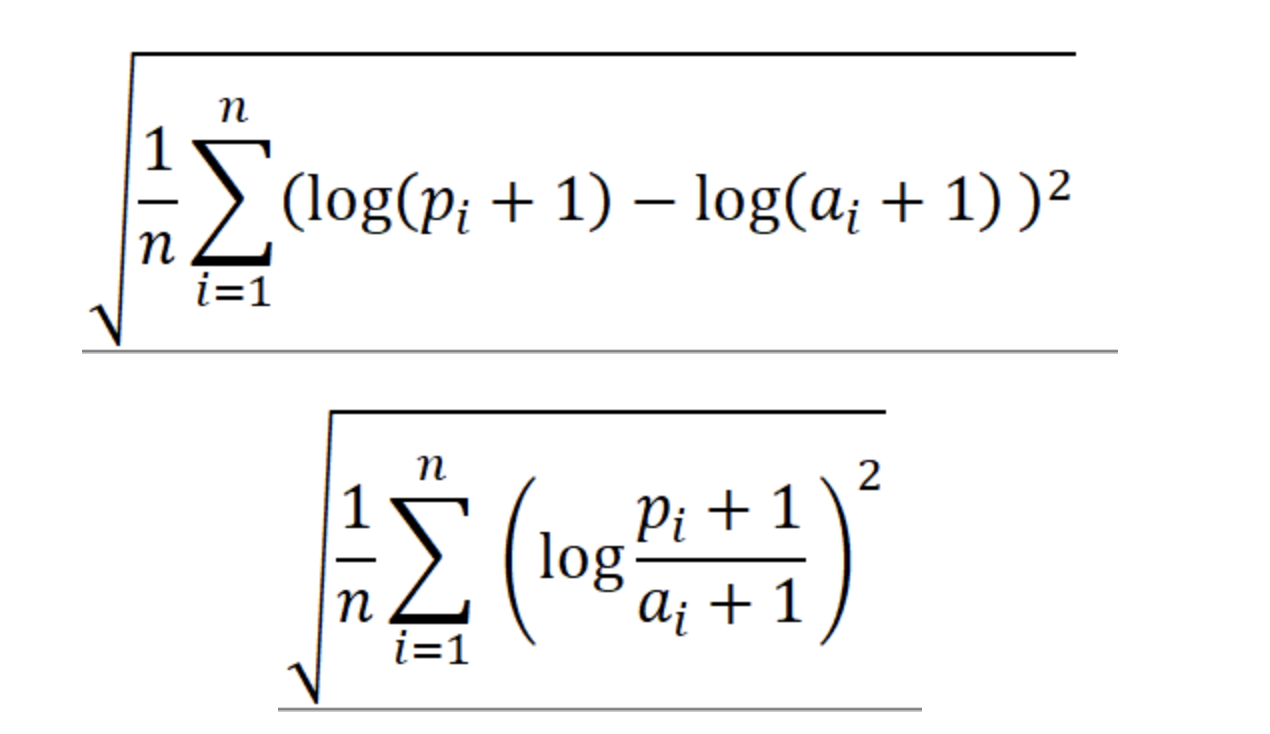 √(1/n ∑_{i=1}^{n} (log(p_i + 1) − log(a_i + 1) )²)
√(1/n ∑_{i=1}^{n} (log (p_i + 1)/(a_i + 1))²)